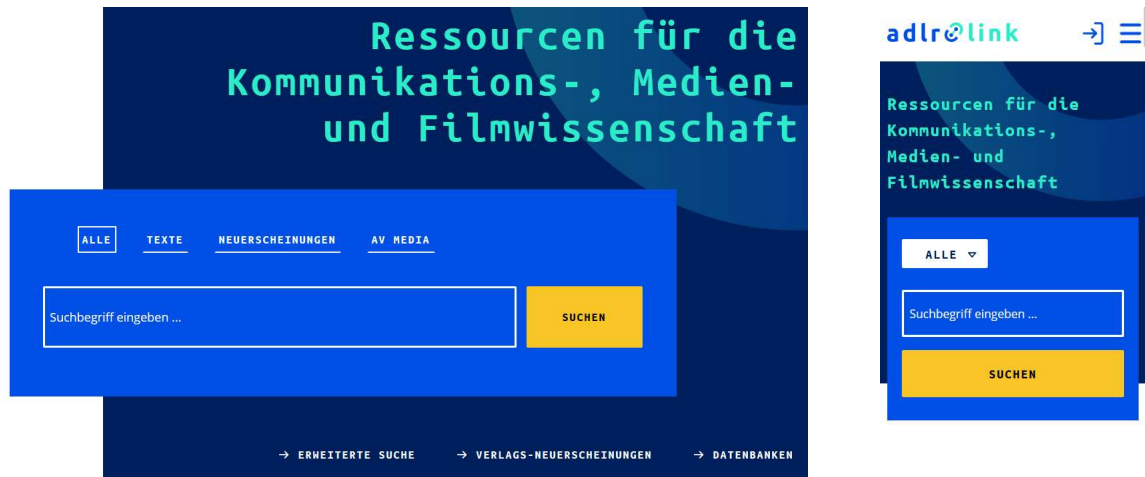 Ressourcen für die
Kommunikations-, Medien-
und Filmwissenschaft
ALLE TEXTE NEUERSCHEINUNGEN AV MEDIA
Suchbegriff eingeben ... SUCHEN
→ ERWEITERTE SUCHE → VERLAGS-NEUERSCHEINUNGEN → DATENBANKEN
adlr link
Ressourcen für die
Kommunikations-,
Medien- und
Filmwissenschaft
ALLE
Suchbegriff eingeben ...
SUCHEN